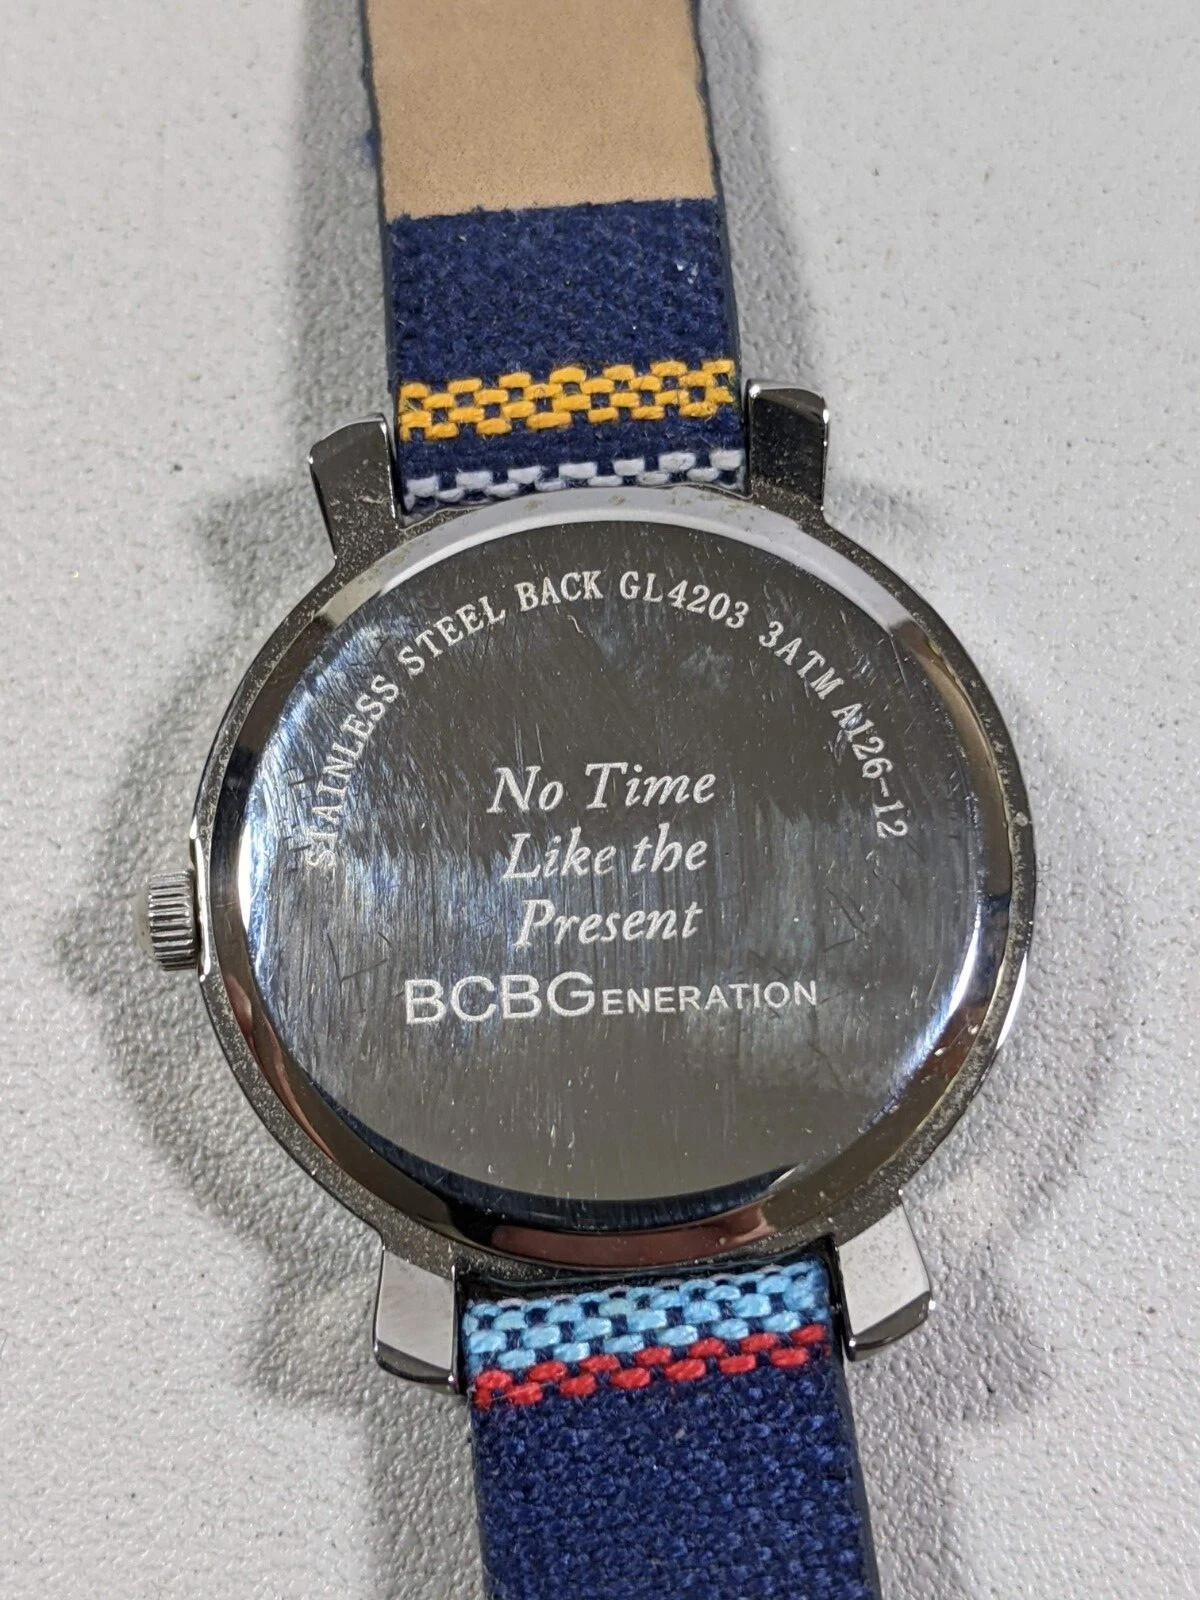 STAINLESS STEEL BACK GL4203 3ATM A126-12
No Time
Like the
Present
BCBGENERATION